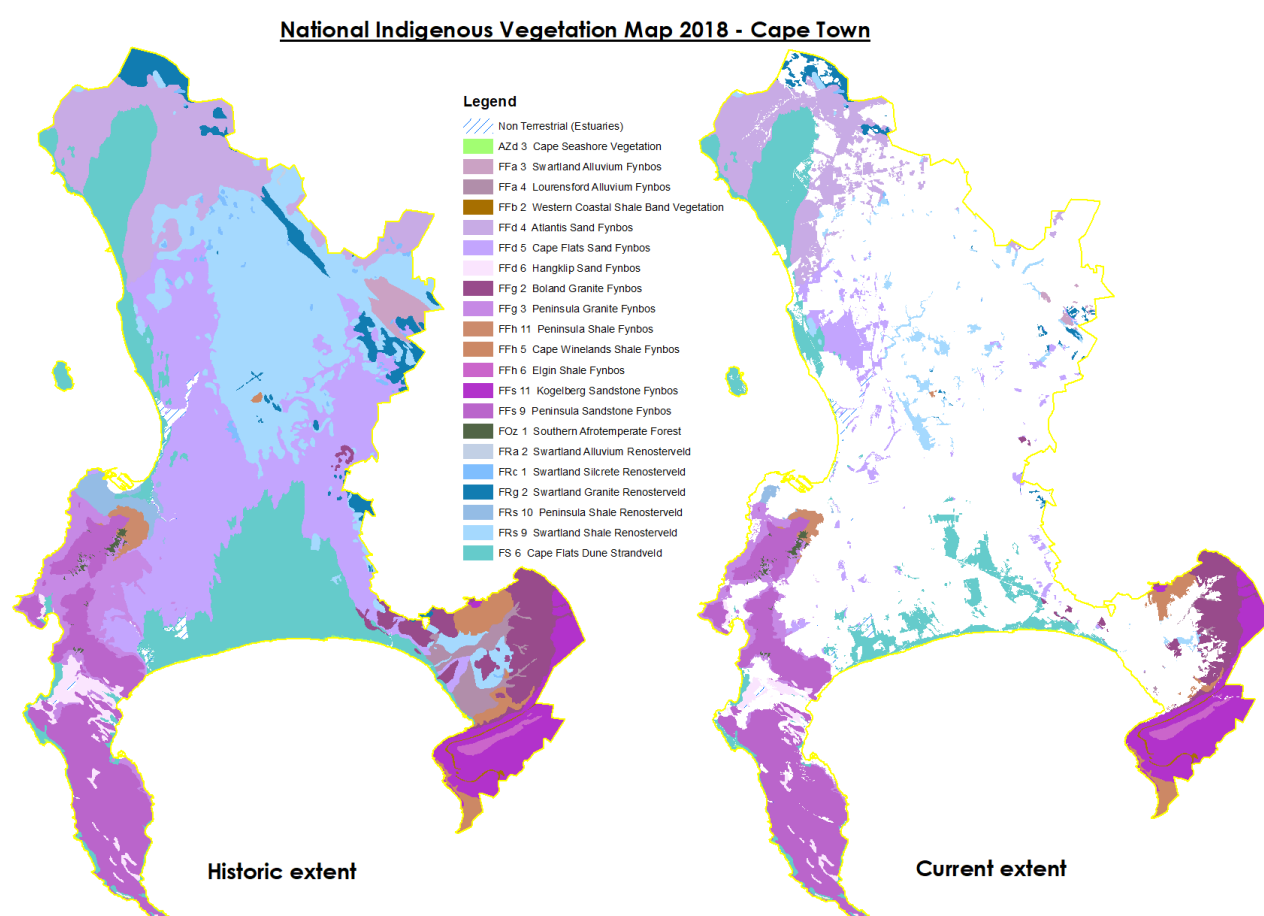 National Indigenous Vegetation Map 2018 - Cape Town
Legend
Non Terrestrial (Estuaries)
AZd 3 Cape Seashore Vegetation
FFa 3 Swartland Alluvium Fynbos
FFa 4 Lourensford Alluvium Fynbos
FFb 2 Western Coastal Shale Band Vegetation
FFd 4 Atlantis Sand Fynbos
FFd 5 Cape Flats Sand Fynbos
FFd 6 Hangklip Sand Fynbos
FFg 2 Boland Granite Fynbos
FFg 3 Peninsula Granite Fynbos
FFh 11 Peninsula Shale Fynbos
FFh 5 Cape Winelands Shale Fynbos
FFh 6 Elgin Shale Fynbos
FFs 11 Kogelberg Sandstone Fynbos
FFs 9 Peninsula Sandstone Fynbos
FOz 1 Southern Afrotemperate Forest
FRa 2 Swartland Alluvium Renosterveld
FRc 1 Swartland Silcrete Renosterveld
FRg 2 Swartland Granite Renosterveld
FRs 10 Peninsula Shale Renosterveld
FRs 9 Swartland Shale Renosterveld
FS 6 Cape Flats Dune Strandveld
Historic extent
Current extent